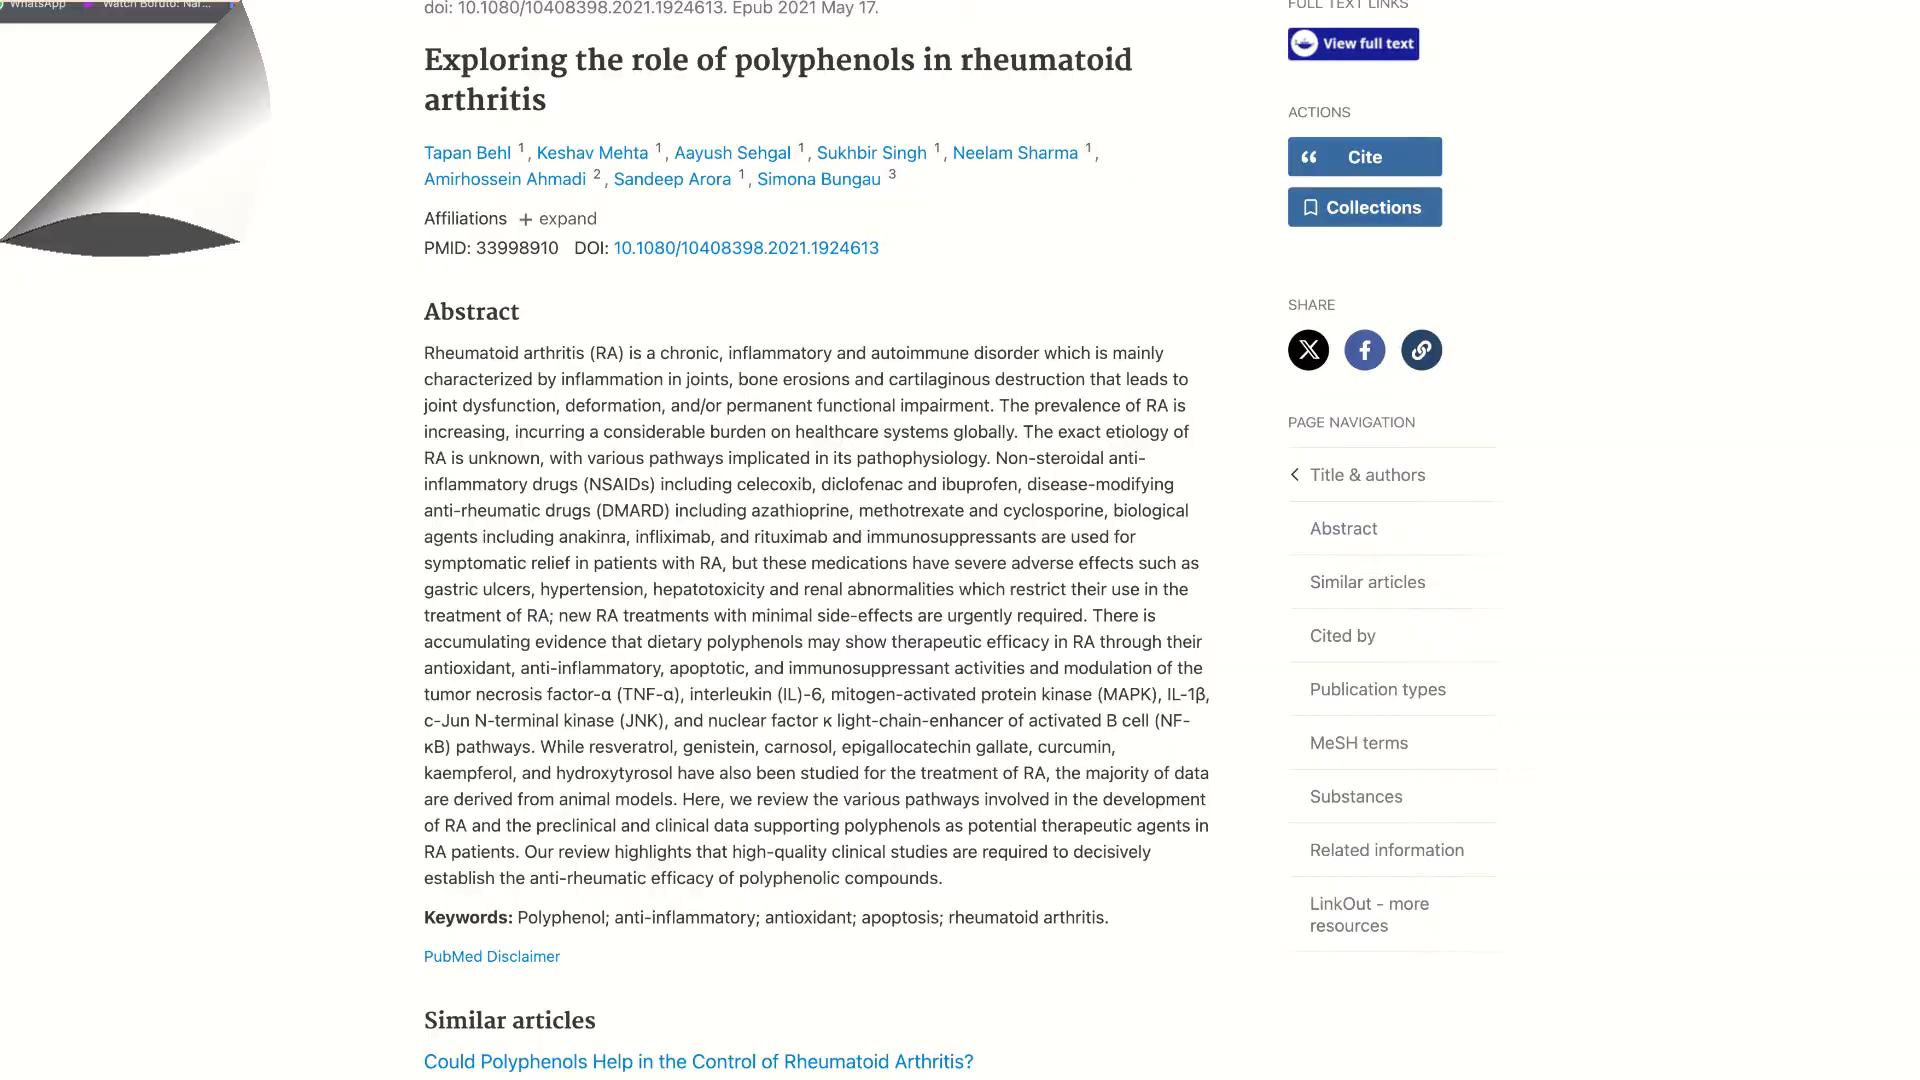 WhatsApp
Watch Boruto: Nar...
doi: 10.1080/10408398.2021.1924613. Epub 2021 May 17.
Exploring the role of polyphenols in rheumatoid
arthritis
Tapan Behl 1, Keshav Mehta 1, Aayush Sehgal 1, Sukhbir Singh 1, Neelam Sharma 1,
Amirhossein Ahmadi 2, Sandeep Arora 1, Simona Bungau 3
Affiliations + expand
PMID: 33998910 DOI: 10.1080/10408398.2021.1924613
Abstract
Rheumatoid arthritis (RA) is a chronic, inflammatory and autoimmune disorder which is mainly
characterized by inflammation in joints, bone erosions and cartilaginous destruction that leads to
joint dysfunction, deformation, and/or permanent functional impairment. The prevalence of RA is
increasing, incurring a considerable burden on healthcare systems globally. The exact etiology of
RA is unknown, with various pathways implicated in its pathophysiology. Non-steroidal anti-
inflammatory drugs (NSAIDs) including celecoxib, diclofenac and ibuprofen, disease-modifying
anti-rheumatic drugs (DMARD) including azathioprine, methotrexate and cyclosporine, biological
agents including anakinra, infliximab, and rituximab and immunosuppressants are used for
symptomatic relief in patients with RA, but these medications have severe adverse effects such as
gastric ulcers, hypertension, hepatotoxicity and renal abnormalities which restrict their use in the
treatment of RA; new RA treatments with minimal side-effects are urgently required. There is
accumulating evidence that dietary polyphenols may show therapeutic efficacy in RA through their
antioxidant, anti-inflammatory, apoptotic, and immunosuppressant activities and modulation of the
tumor necrosis factor-α (TNF-α), interleukin (IL)-6, mitogen-activated protein kinase (MAPK), IL-1β,
c-Jun N-terminal kinase (JNK), and nuclear factor κ light-chain-enhancer of activated B cell (NF-
κB) pathways. While resveratrol, genistein, carnosol, epigallocatechin gallate, curcumin,
kaempferol, and hydroxytyrosol have also been studied for the treatment of RA, the majority of data
are derived from animal models. Here, we review the various pathways involved in the development
of RA and the preclinical and clinical data supporting polyphenols as potential therapeutic agents in
RA patients. Our review highlights that high-quality clinical studies are required to decisively
establish the anti-rheumatic efficacy of polyphenolic compounds.
Keywords: Polyphenol; anti-inflammatory; antioxidant; apoptosis; rheumatoid arthritis.
PubMed Disclaimer
Similar articles
Could Polyphenols Help in the Control of Rheumatoid Arthritis?
FULL TEXT LINKS
View full text
ACTIONS
Cite
Collections
SHARE
PAGE NAVIGATION
Title & authors
Abstract
Similar articles
Cited by
Publication types
MeSH terms
Substances
Related information
LinkOut - more
resources